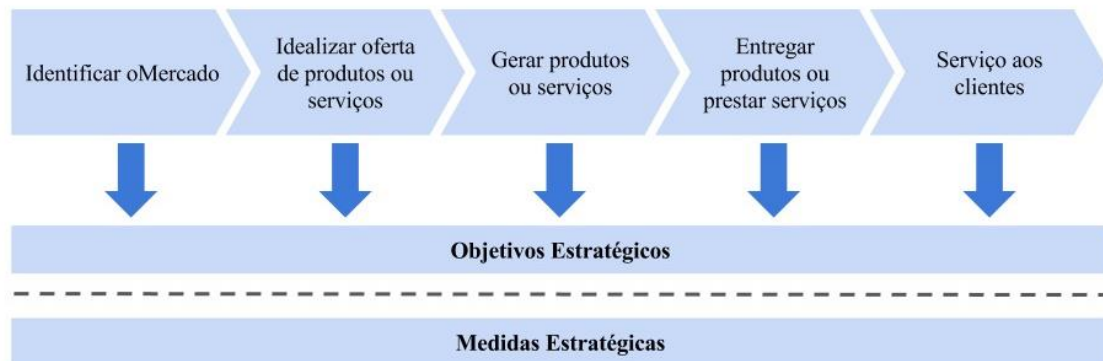 Identificar oMercado
Idealizar oferta
de produtos ou
serviços
Gerar produtos
ou serviços
Entregar
produtos ou
prestar serviços
Serviço aos
clientes
Objetivos Estratégicos
Medidas Estratégicas